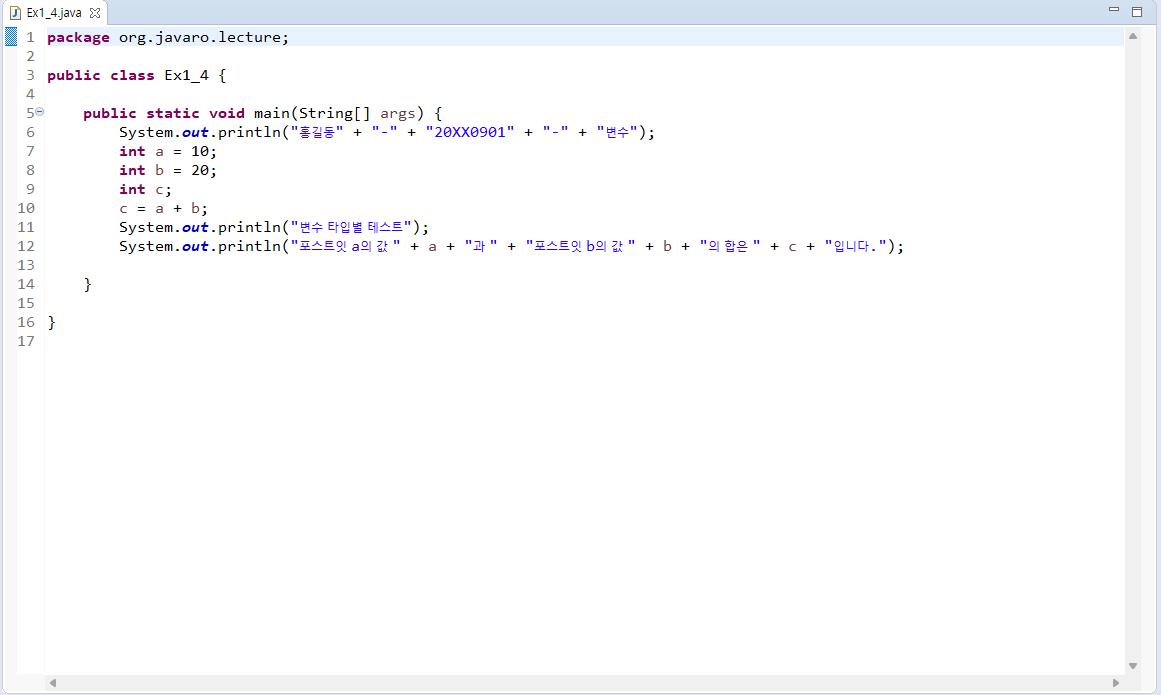 Ex1_4.java
1 package org.javaro.lecture;
2
3 public class Ex1_4 {
4
5     public static void main(String[] args) {
6         System.out.println("홍길동" + "-" + "20XX0901" + "-" + "변수");
7         int a = 10;
8         int b = 20;
9         int c;
10         c = a + b;
11         System.out.println("변수 타입별 테스트");
12         System.out.println("포스트잇 a의 값 " + a + "과 " + "포스트잇 b의 값 " + b + "의 합은 " + c + "입니다.");
13
14     }
15
16 }
17